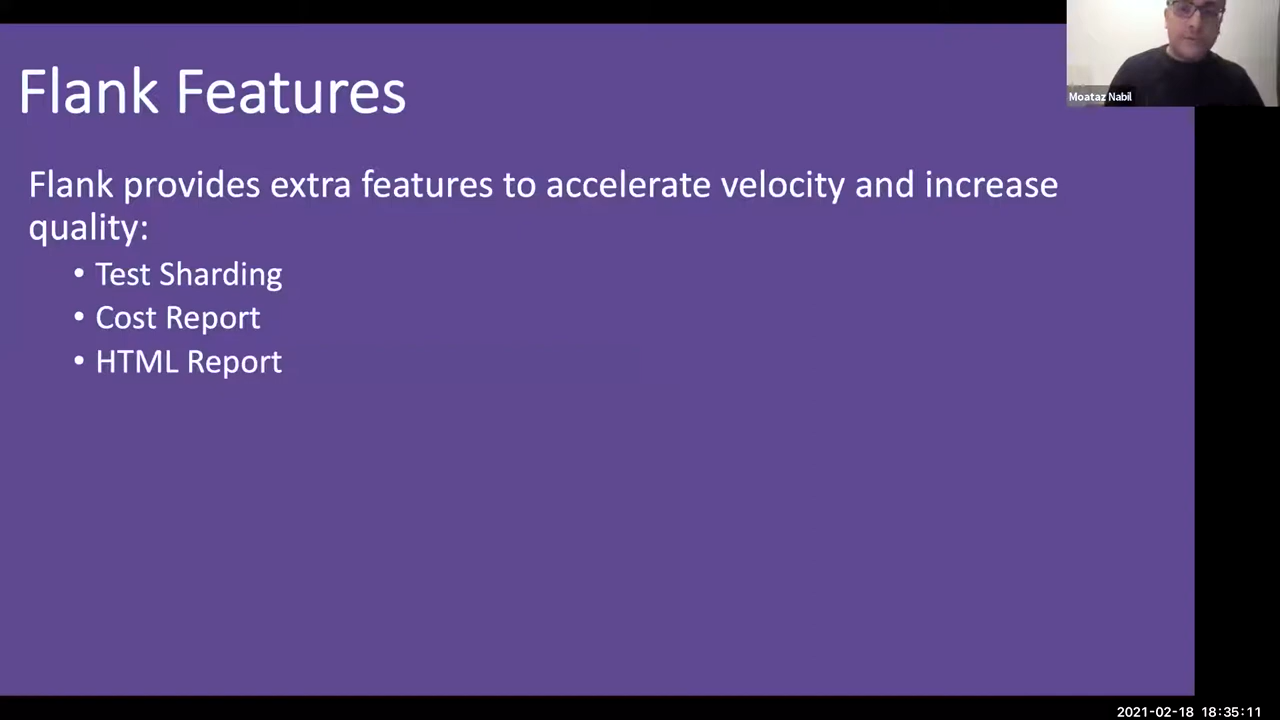 Flank Features
Moataz Nabil
Flank provides extra features to accelerate velocity and increase
quality:
• Test Sharding
• Cost Report
• HTML Report
2021-02-18 18:35:11